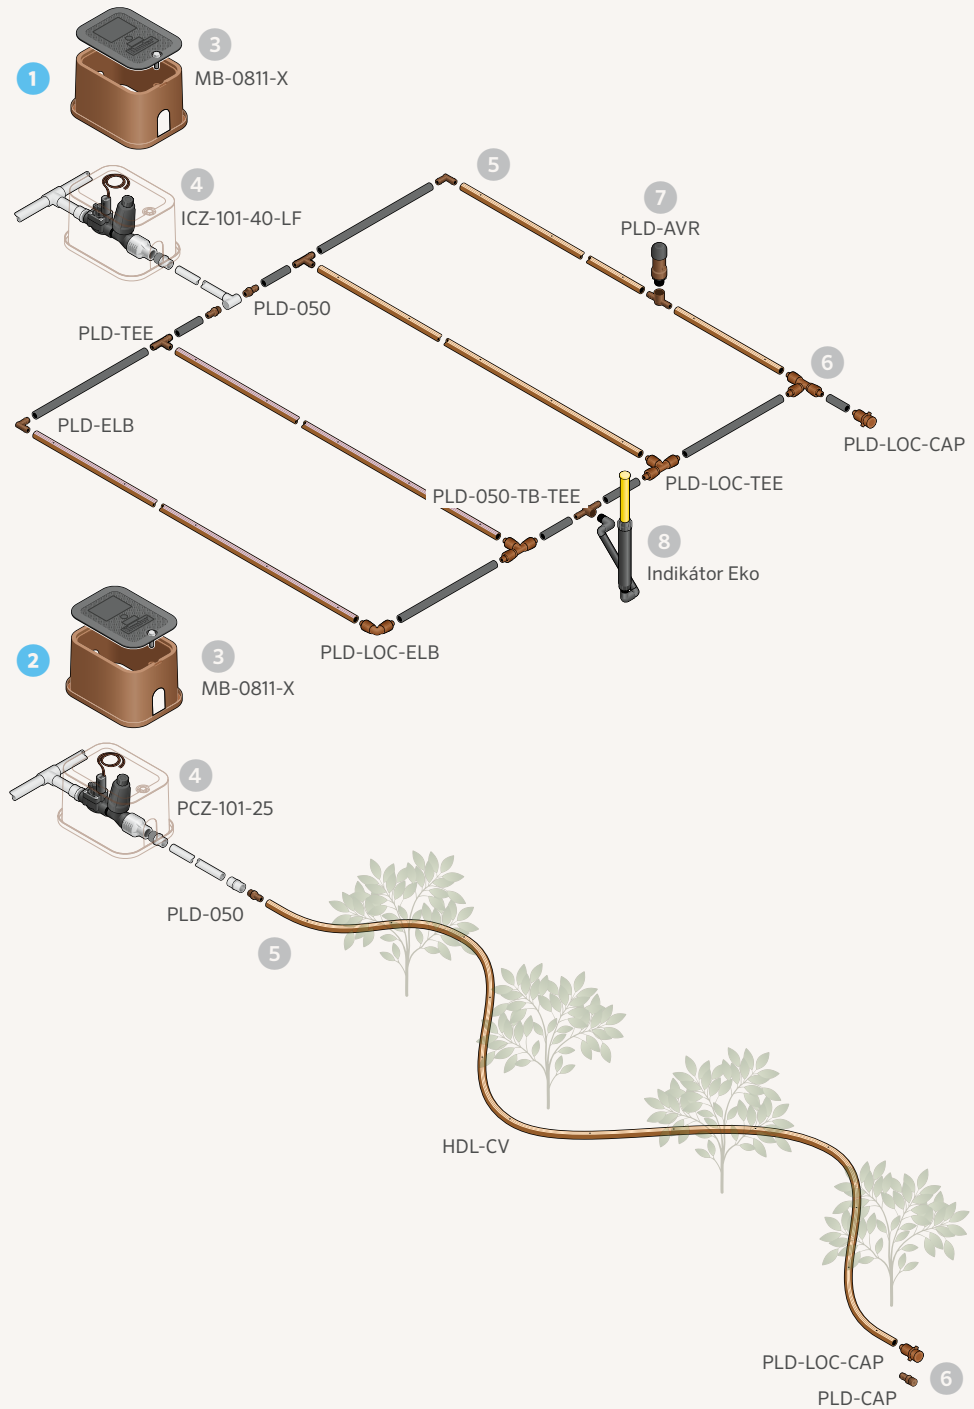 1
3
MB-0811-X
4
ICZ-101-40-LF
5
7
PLD-AVR
PLD-050
PLD-TEE
6
PLD-ELB
PLD-LOC-CAP
PLD-LOC-TEE
PLD-050-TB-TEE
8
Indikátor Eko
PLD-LOC-ELB
2
3
MB-0811-X
4
PCZ-101-25
PLD-050
5
HDL-CV
PLD-LOC-CAP
6
PLD-CAP